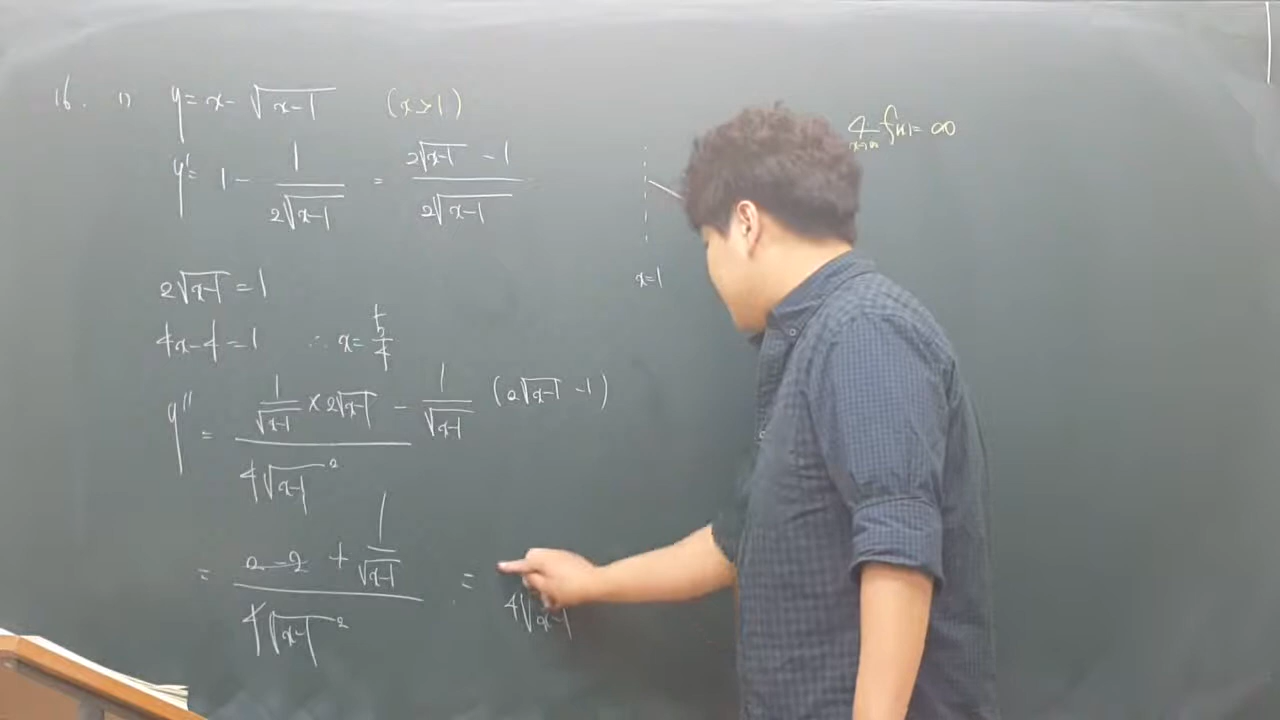 16. 1) y = x - √(x-1) (x>1)
y' = 1 - 1/(2√(x-1)) = (2√(x-1) - 1)/(2√(x-1))
2√(x-1) = 1
4x-4 = 1 ∴ x = 5/4
y'' = (1/√(x-1) × 2√(x-1) - 1/√(x-1) (2√(x-1) - 1))/(4√(x-1)²)
= (2 - 2 + 1/√(x-1))/(4√(x-1)²) =
4√(x-1)
x=1
f(x) = ∞